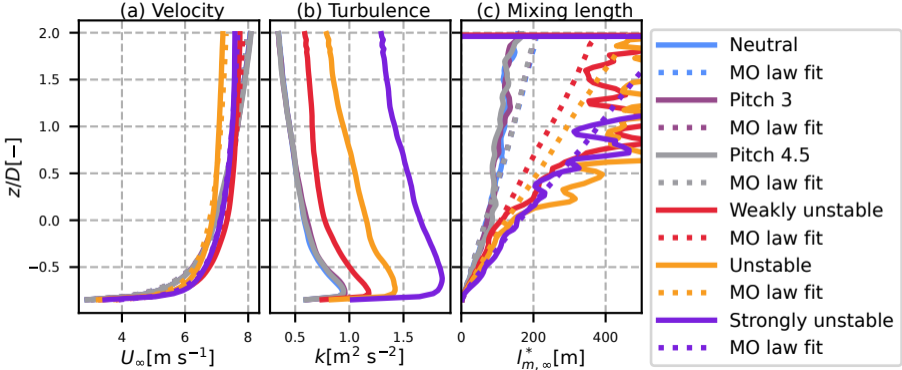 (a) Velocity (b) Turbulence (c) Mixing length
2.0
1.5
1.0
0.5
0.0
−0.5
z/D[−]
4 6 8
0.5 1.0 1.5
0 200 400
U∞[m s−1]
k[m2 s−2]
l*m,∞[m]
Neutral
MO law fit
Pitch 3
MO law fit
Pitch 4.5
MO law fit
Weakly unstable
MO law fit
Unstable
MO law fit
Strongly unstable
MO law fit